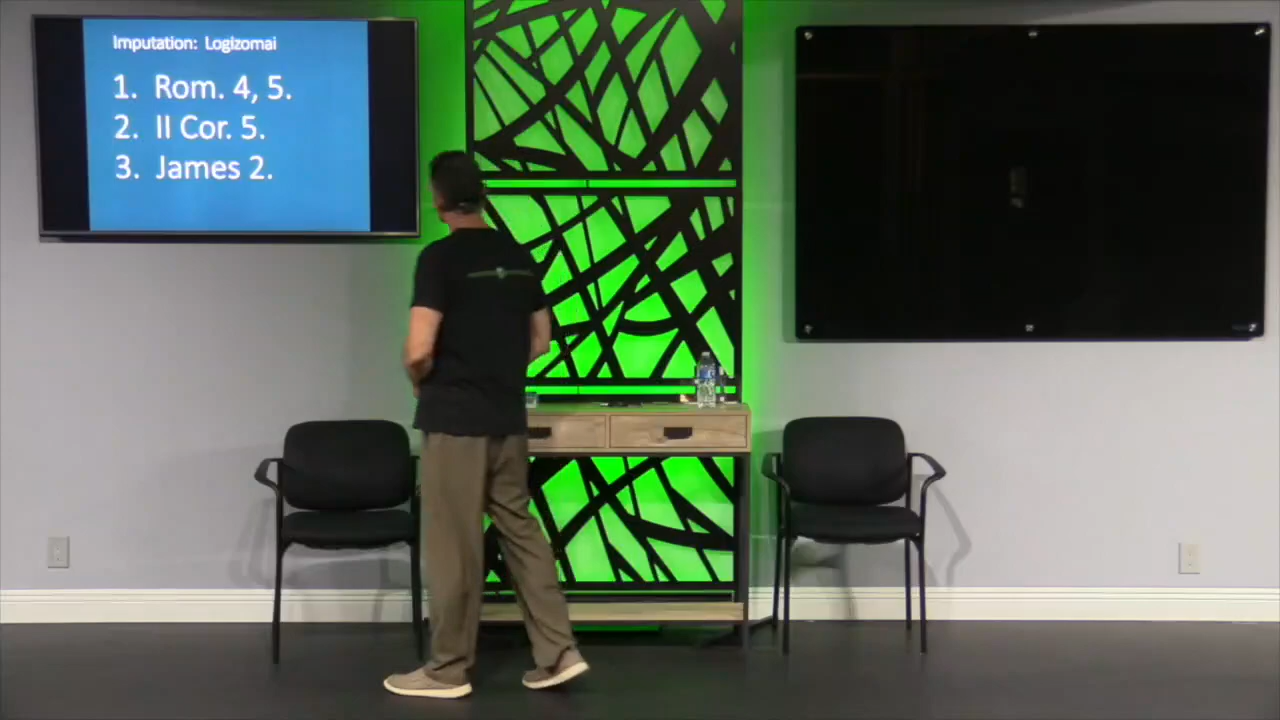 Imputation: Logizomai
1. Rom. 4, 5.
2. II Cor. 5.
3. James 2.